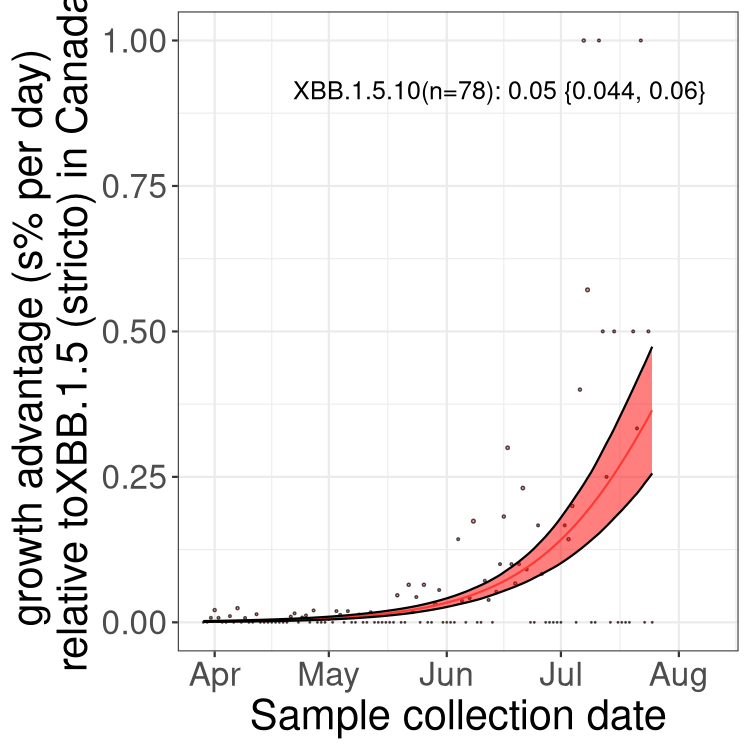 growth advantage (s% per day)
relative toXBB.1.5 (stricto) in Canada
1.00
0.75
0.50
0.25
0.00
XBB.1.5.10(n=78): 0.05 {0.044, 0.06}
Apr May Jun Jul Aug
Sample collection date